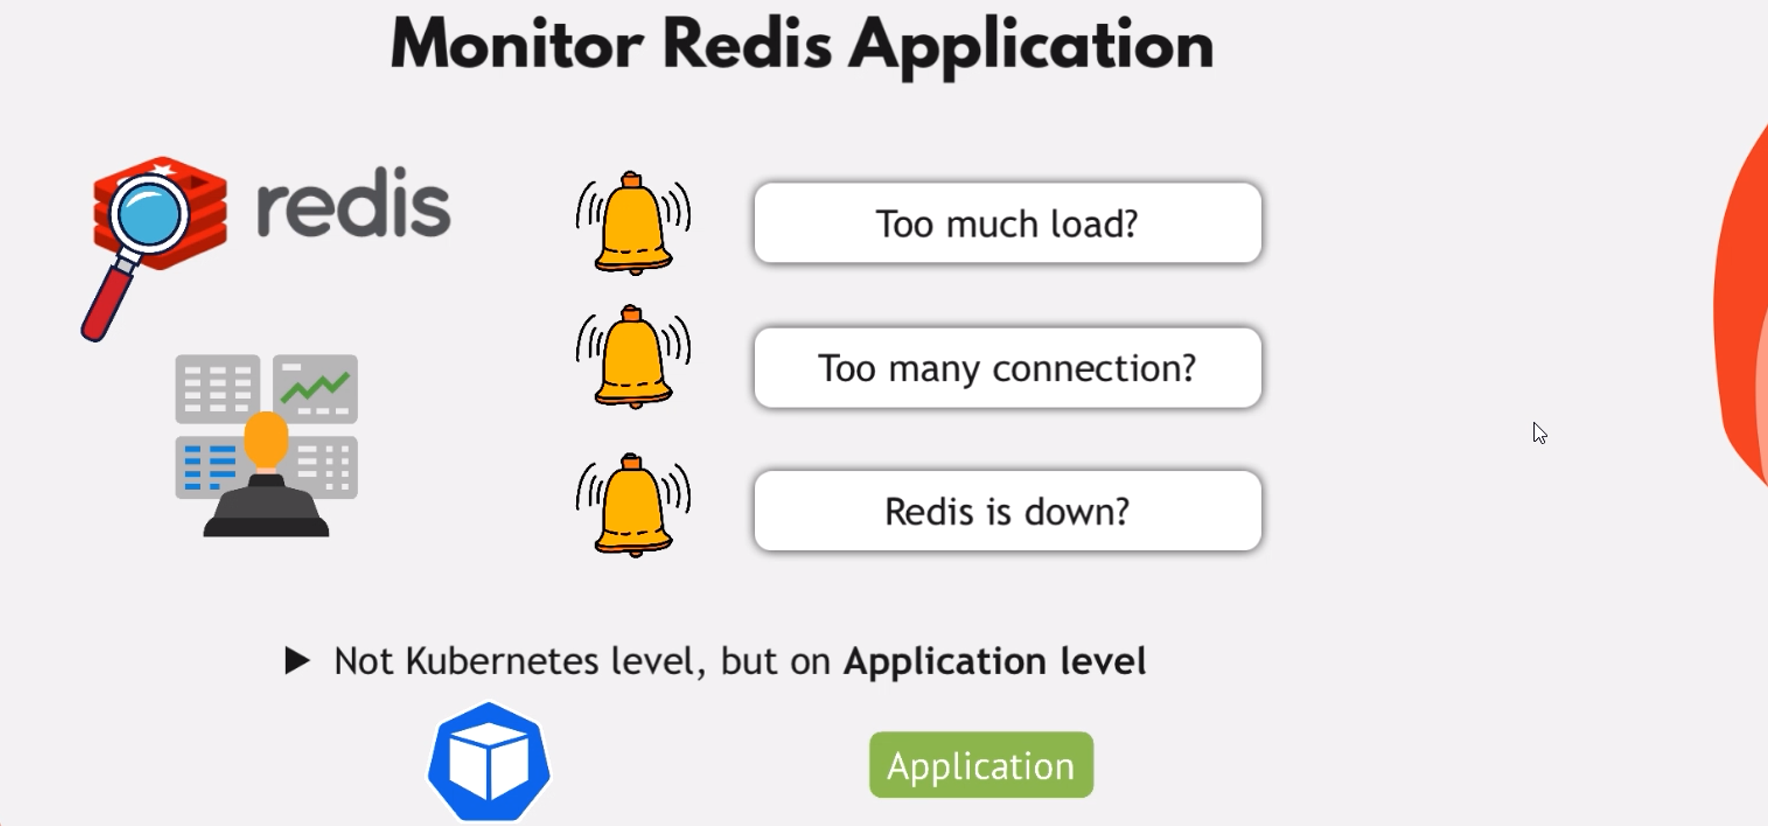 Monitor Redis Application
redis
Too much load?
Too many connection?
Redis is down?
Not Kubernetes level, but on Application level
Application